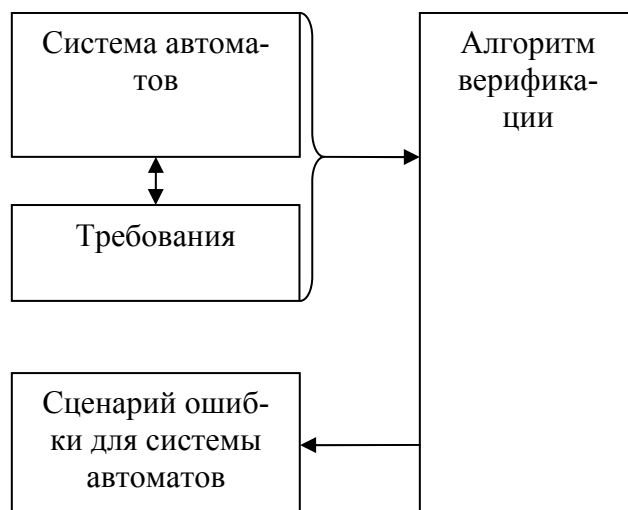 Система автома-
тов
Требования
Сценарий ошиб-
ки для системы
автоматов
Алгоритм
верифика-
ции